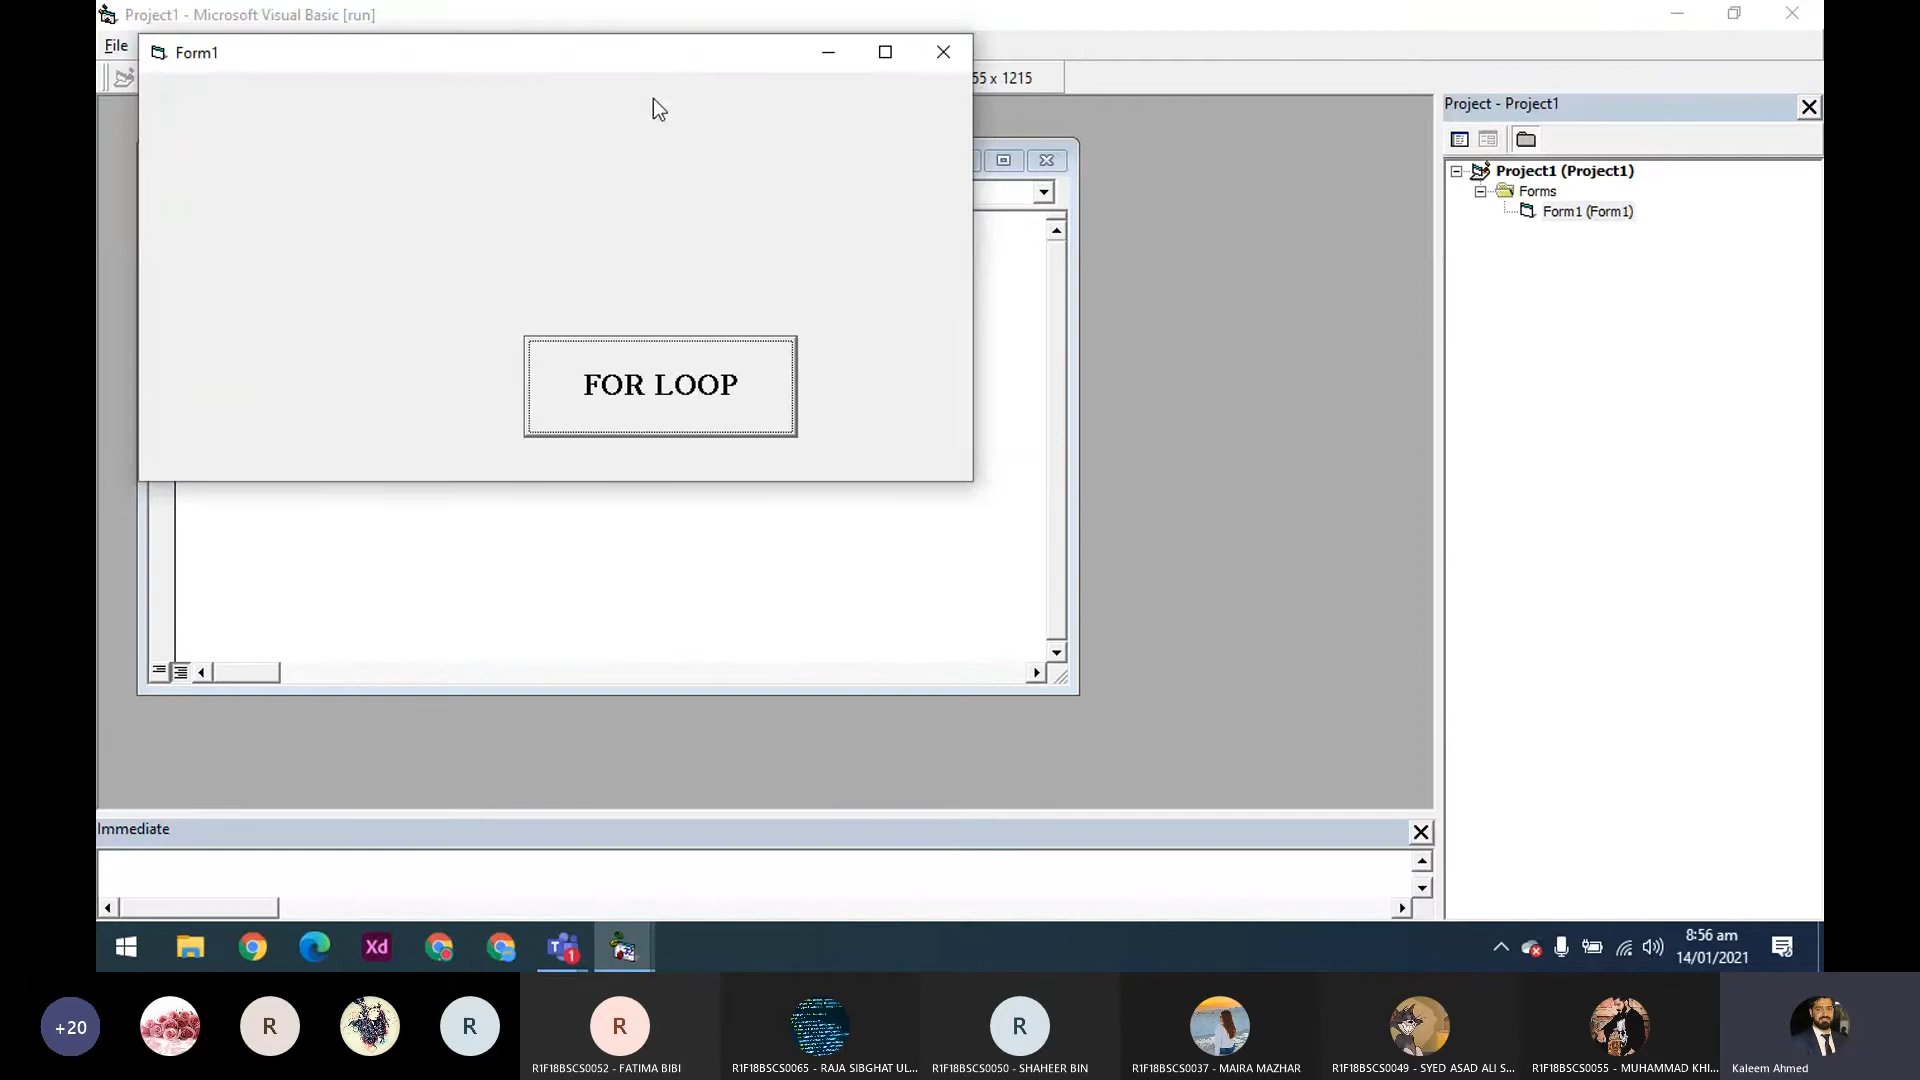 Project1 - Microsoft Visual Basic [run]
File
Form1
55 x 1215
FOR LOOP
Project - Project1
Project1 (Project1)
Forms
Form1 (Form1)
Immediate
Xd
T
1
8:56 am
14/01/2021
+20
R
R
R
R
R1F18BSCS0052 - FATIMA BIBI
R1F18BSCS0065 - RAJA SIBGHAT UL...
R1F18BSCS0050 - SHAHEER BIN
R1F18BSCS0037 - MAIRA MAZHAR
R1F18BSCS0049 - SYED ASAD ALI S...
R1F18BSCS0055 - MUHAMMAD KHI...
Kaleem Ahmed